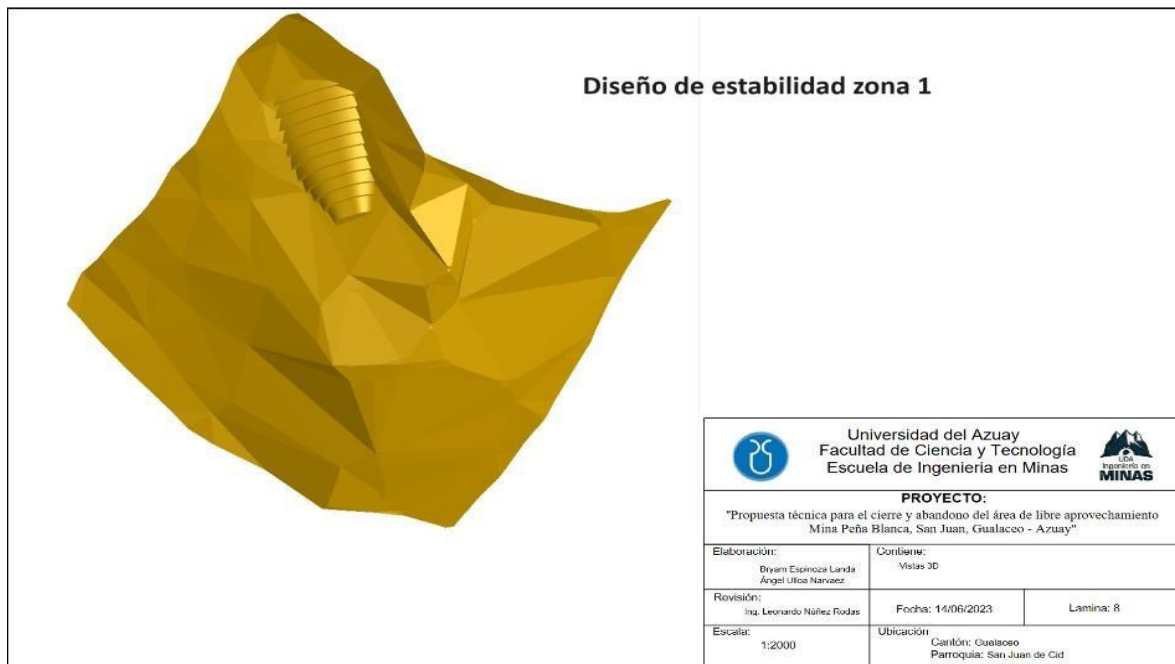 Diseño de estabilidad zona 1
Universidad del Azuay
Facultad de Ciencia y Tecnología
Escuela de Ingenieria en Minas
UDA
Ingeniería en
MINAS
PROYECTO:
"Propuesta técnica para el cierre y abandono del área de libre aprovechamiento
Mina Peña Blanca, San Juan, Gualaceo - Azuay"
Elaboración:
Bryam Espinoza Landa
Ángel Ulloa Narvaez
Contiene:
Vistas 3D
Revisión:
Ing. Leonardo Núñez Rodas
Fecha: 14/06/2023
Lamina: 8
Escala:
1:2000
Ubicación
Cantón: Gualaceo
Parroquia: San Juan de Cid